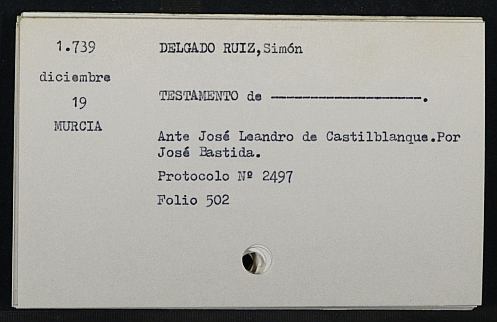 1.739
diciembre
19
MURCIA
DELGADO RUIZ,Simón
TESTAMENTO de ———————————.
Ante José Leandro de Castilblanque.Por
José Bastida.
Protocolo Nº 2497
Folio 502